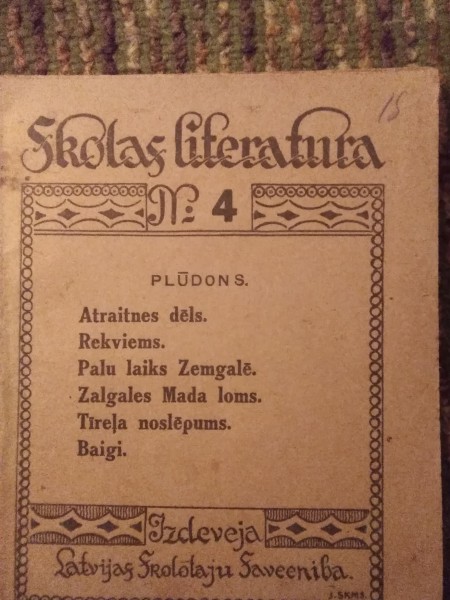 15
Skolas literatura
Nº 4
PLŪDONS.
Atraitnes dēls.
Rekviems.
Palu laiks Zemgalē.
Zalgales Mada loms.
Tīreļa noslēpums.
Baigi.
Izdeveja
Latvijas Skolotaju Saveeniba.